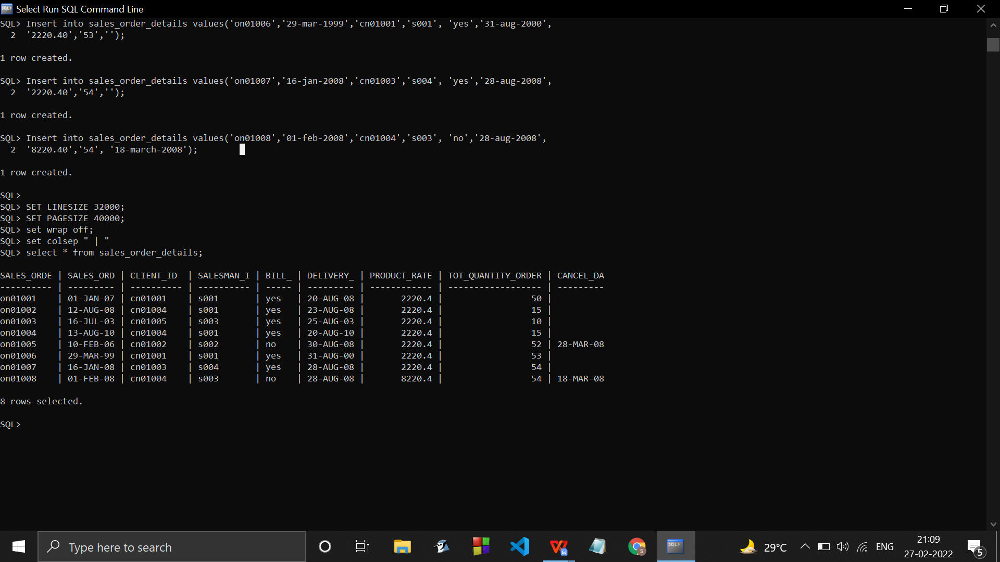 Select Run SQL Command Line
SQL> Insert into sales_order_details values('on01006','29-mar-1999','cn01001','s001', 'yes','31-aug-2000',
  2  '2220.40','53','');
1 row created.
SQL> Insert into sales_order_details values('on01007','16-jan-2008','cn01003','s004', 'yes','28-aug-2008',
  2  '2220.40','54','');
1 row created.
SQL> Insert into sales_order_details values('on01008','01-feb-2008','cn01004','s003', 'no','28-aug-2008',
  2  '8220.40','54', '18-march-2008');
1 row created.
SQL>
SQL> SET LINESIZE 32000;
SQL> SET PAGESIZE 40000;
SQL> set wrap off;
SQL> set colsep " | "
SQL> select * from sales_order_details;
SALES_ORDE | SALES_ORD | CLIENT_ID  | SALESMAN_I | BILL_ | DELIVERY_ | PRODUCT_RATE | TOT_QUANTITY_ORDER | CANCEL_DA
---------- | --------- | ---------- | ---------- | ----- | --------- | ------------ | ------------------ | ---------
on01001    | 01-JAN-07 | cn01001    | s001       | yes   | 20-AUG-08 |       2220.4 |                 50 |
on01002    | 12-AUG-08 | cn01004    | s001       | yes   | 23-AUG-08 |       2220.4 |                 15 |
on01003    | 16-JUL-03 | cn01005    | s003       | yes   | 25-AUG-03 |       2220.4 |                 10 |
on01004    | 13-AUG-10 | cn01004    | s001       | yes   | 20-AUG-10 |       2220.4 |                 15 |
on01005    | 10-FEB-06 | cn01002    | s002       | no    | 30-AUG-08 |       2220.4 |                 52 | 28-MAR-08
on01006    | 29-MAR-99 | cn01001    | s001       | yes   | 31-AUG-00 |       2220.4 |                 53 |
on01007    | 16-JAN-08 | cn01003    | s004       | yes   | 28-AUG-08 |       2220.4 |                 54 |
on01008    | 01-FEB-08 | cn01004    | s003       | no    | 28-AUG-08 |       8220.4 |                 54 | 18-MAR-08
8 rows selected.
SQL>
Type here to search
29°C
ENG
21:09
27-02-2022
5